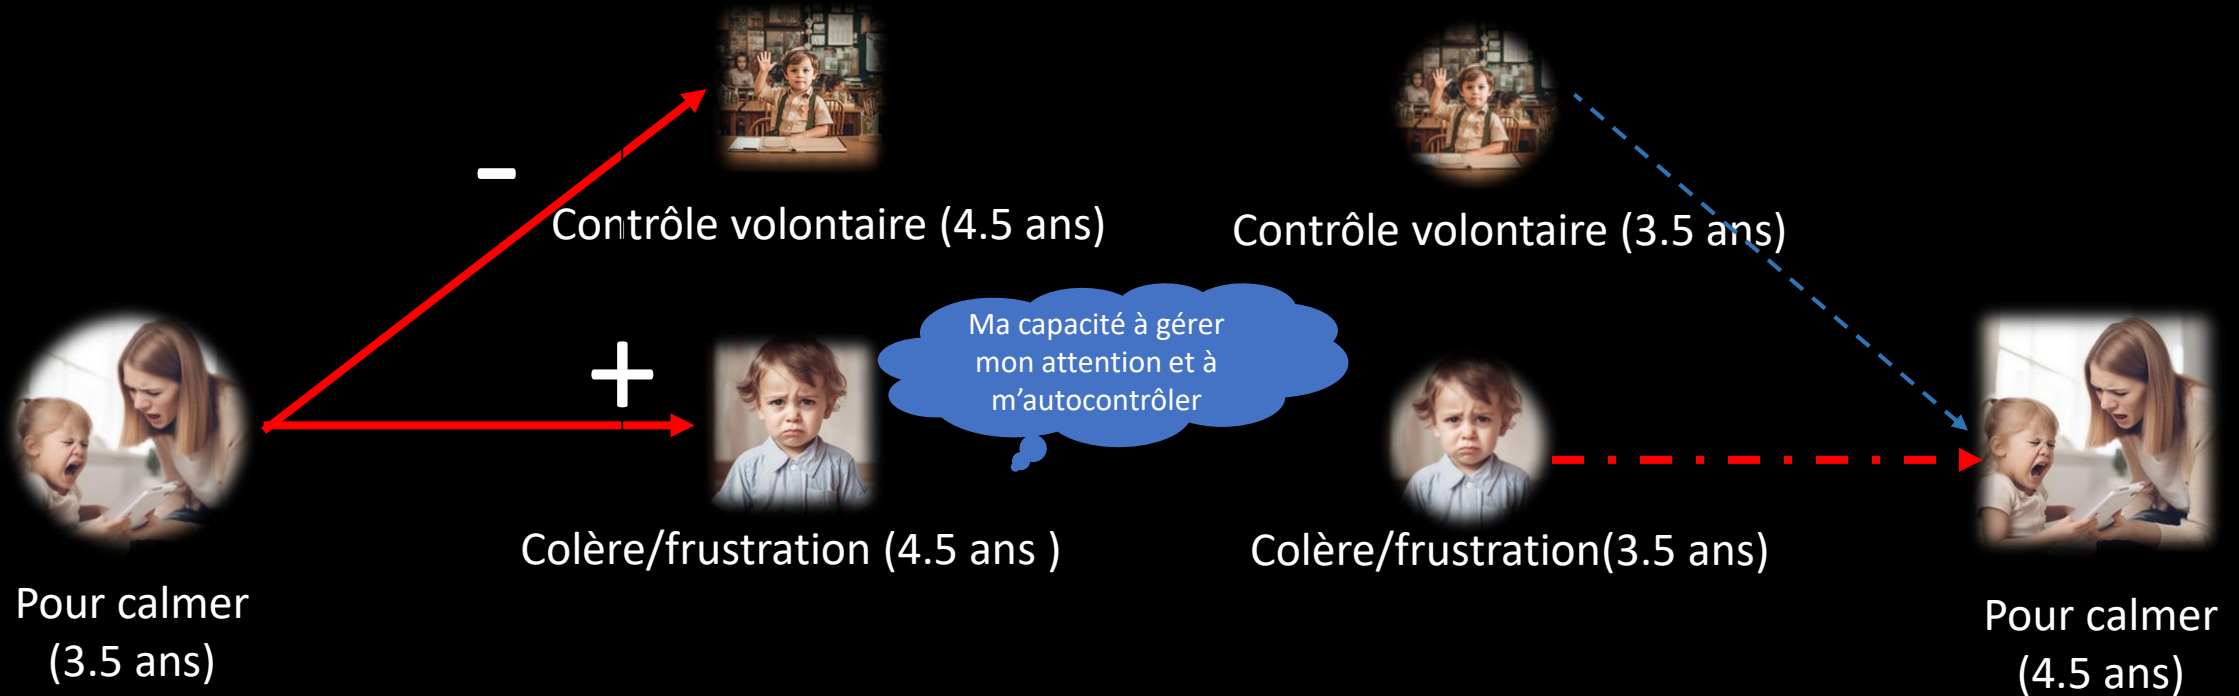 -
Contrôle volontaire (4.5 ans)
Contrôle volontaire (3.5 ans)
+
Ma capacité à gérer
mon attention et à
m'autocontrôler
Colère/frustration (4.5 ans )
Colère/frustration(3.5 ans)
Pour calmer
(3.5 ans)
Pour calmer
(4.5 ans)